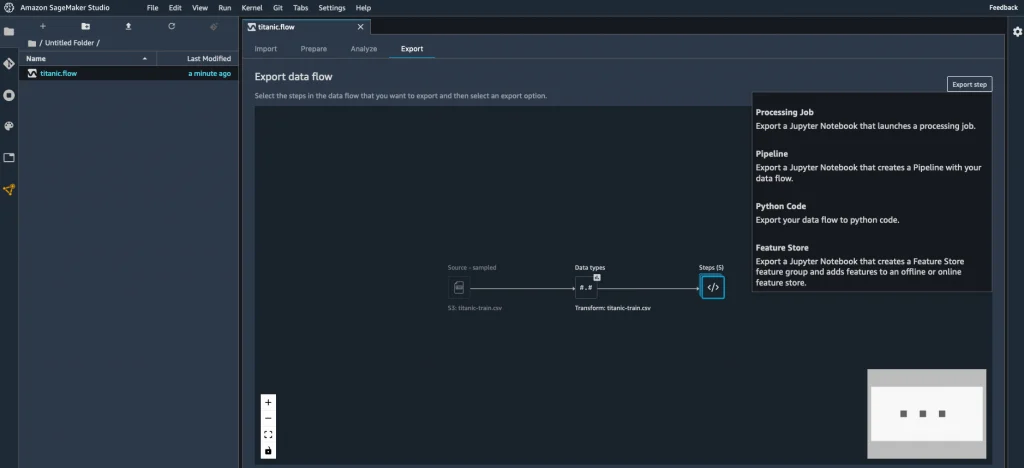 Amazon SageMaker Studio
File Edit View Run Kernel Git Tabs Settings Help
Feedback
/ Untitled Folder /
Name
Last Modified
titanic.flow
a minute ago
titanic.flow
Import Prepare Analyze Export
Export data flow
Select the steps in the data flow that you want to export and then select an export option.
Export step
Processing Job
Export a Jupyter Notebook that launches a processing job.
Pipeline
Export a Jupyter Notebook that creates a Pipeline with your
data flow.
Python Code
Export your data flow to python code.
Feature Store
Export a Jupyter Notebook that creates a Feature Store
feature group and adds features to an offline or online
feature store.
Source - sampled
S3: titanic-train.csv
Data types
#.#
Transform: titanic-train.csv
Steps (5)
</>